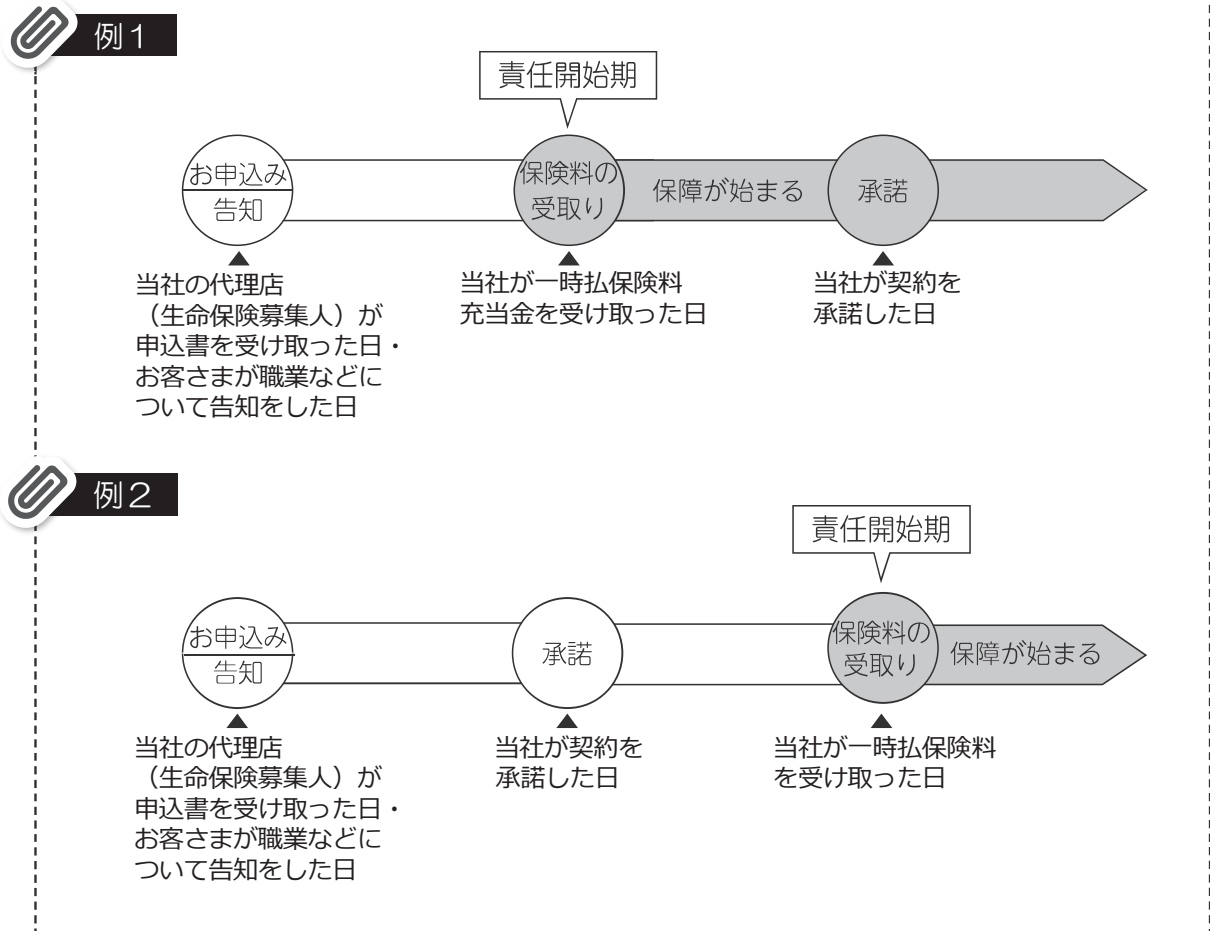 例1
責任開始期
お申込み
告知
保険料の
受取り
保障が始まる
承諾
当社の代理店
（生命保険募集人）が
申込書を受け取った日・
お客さまが職業などに
ついて告知をした日
当社が一時払保険料
充当金を受け取った日
当社が契約を
承諾した日
例2
責任開始期
お申込み
告知
承諾
保険料の
受取り
保障が始まる
当社の代理店
（生命保険募集人）が
申込書を受け取った日・
お客さまが職業などに
ついて告知をした日
当社が契約を
承諾した日
当社が一時払保険料
を受け取った日